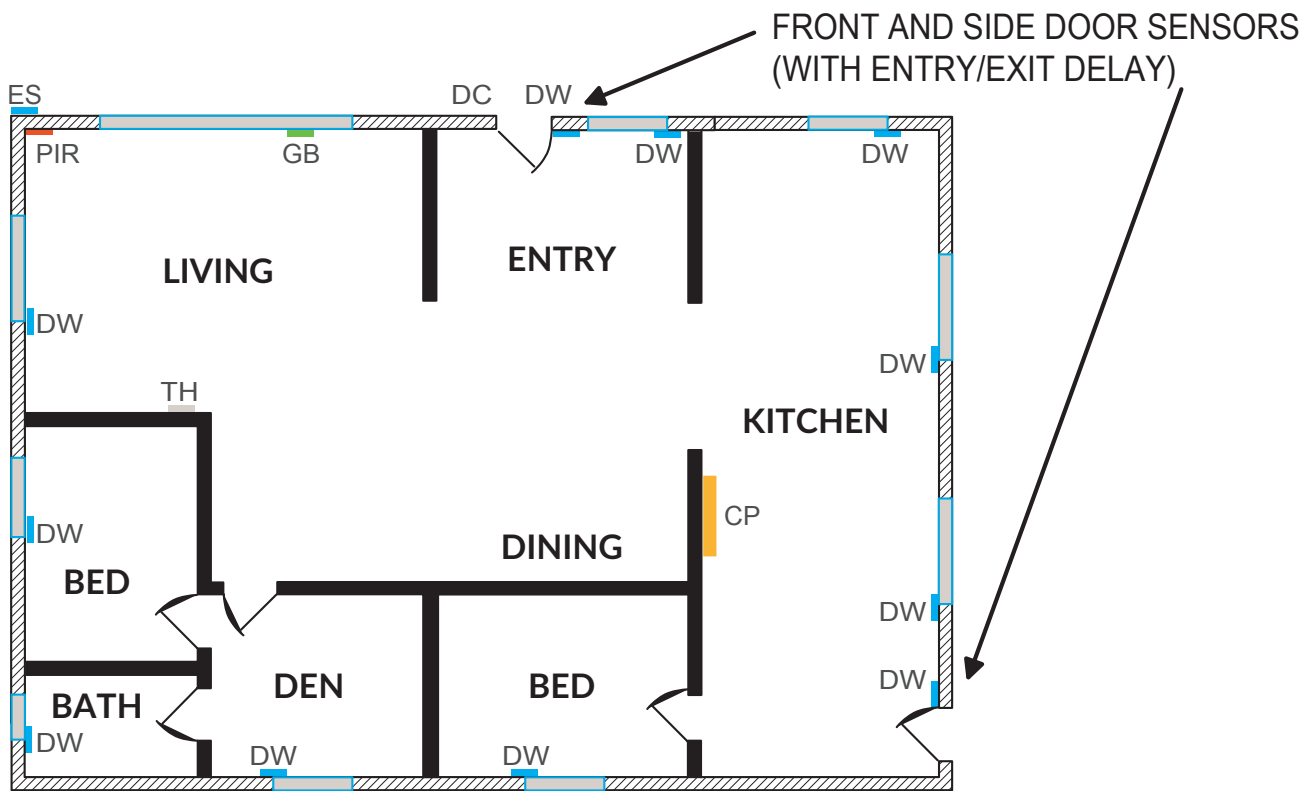 FRONT AND SIDE DOOR SENSORS
(WITH ENTRY/EXIT DELAY)
ES
DC DW
PIR
GB
DW
DW
LIVING
ENTRY
DW
DW
TH
KITCHEN
CP
DW
DINING
BED
DW
DW
BATH
DEN
BED
DW
DW
DW